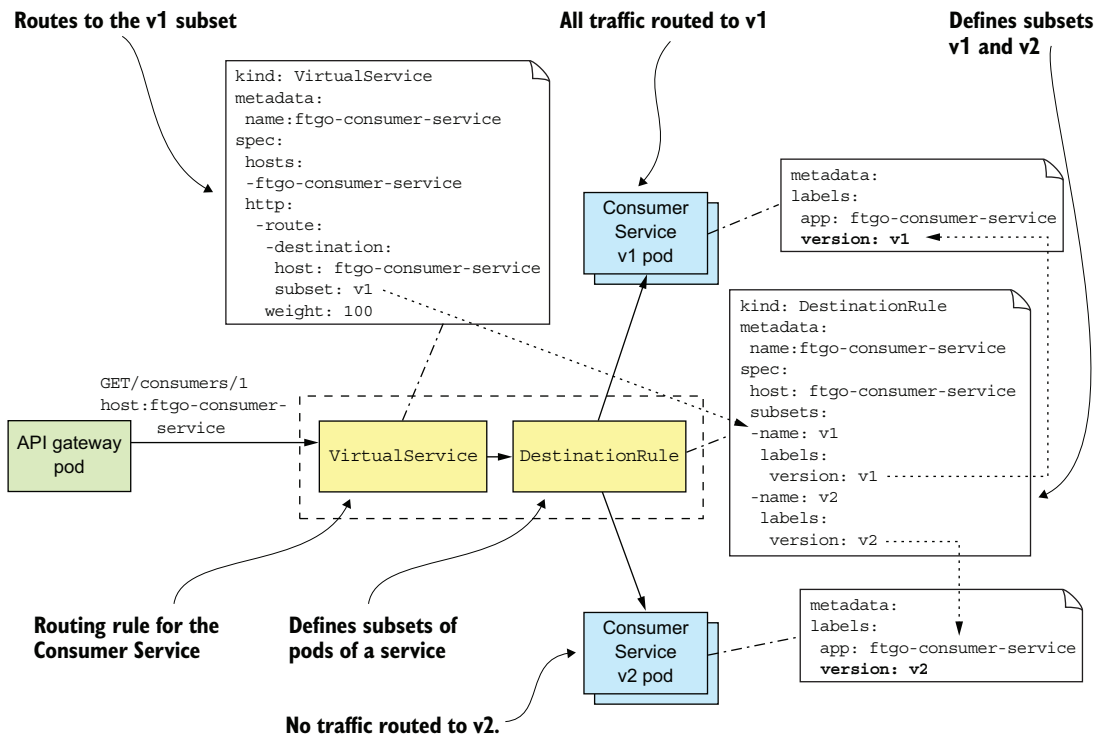 Routes to the v1 subset
All traffic routed to v1
Defines subsets
v1 and v2
kind: VirtualService
metadata:
name:ftgo-consumer-service
spec:
hosts:
-ftgo-consumer-service
http:
-route:
-destination:
host: ftgo-consumer-service
subset: v1
weight: 100
Consumer
Service
v1 pod
metadata:
labels:
app: ftgo-consumer-service
version: v1
kind: DestinationRule
metadata:
name:ftgo-consumer-service
spec:
host: ftgo-consumer-service
subsets:
-name: v1
labels:
version: v1
-name: v2
labels:
version: v2
GET/consumers/1
host:ftgo-consumer-
service
API gateway
pod
VirtualService
DestinationRule
Routing rule for the
Consumer Service
Defines subsets of
pods of a service
Consumer
Service
v2 pod
metadata:
labels:
app: ftgo-consumer-service
version: v2
No traffic routed to v2.